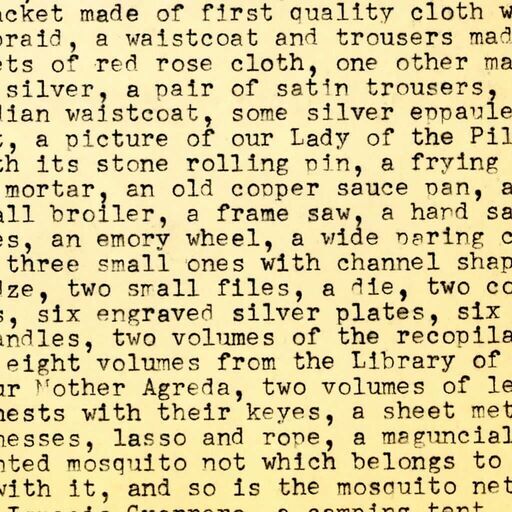 acket made of first quality cloth w
braid, a waistcoat and trousers mad
ets of red rose cloth, one other ma
silver, a pair of satin trousers,
dian waistcoat, some silver eppaule
t, a picture of our Lady of the Pil
th its stone rolling pin, a frying
mortar, an old copper sauce pan, a
all broiler, a frame saw, a hand sa
es, an emory wheel, a wide paring c
three small ones with channel shap
ize, two small files, a die, two co
s, six engraved silver plates, six
andles, two volumes of the recopila
eight volumes from the Library of
ur Mother Agreda, two volumes of le
hests with their keyes, a sheet met
nesses, lasso and rope, a maguncial
nted mosquito not which belongs to
with it, and so is the mosquito net
Ignacio Guerrero, a camping tent